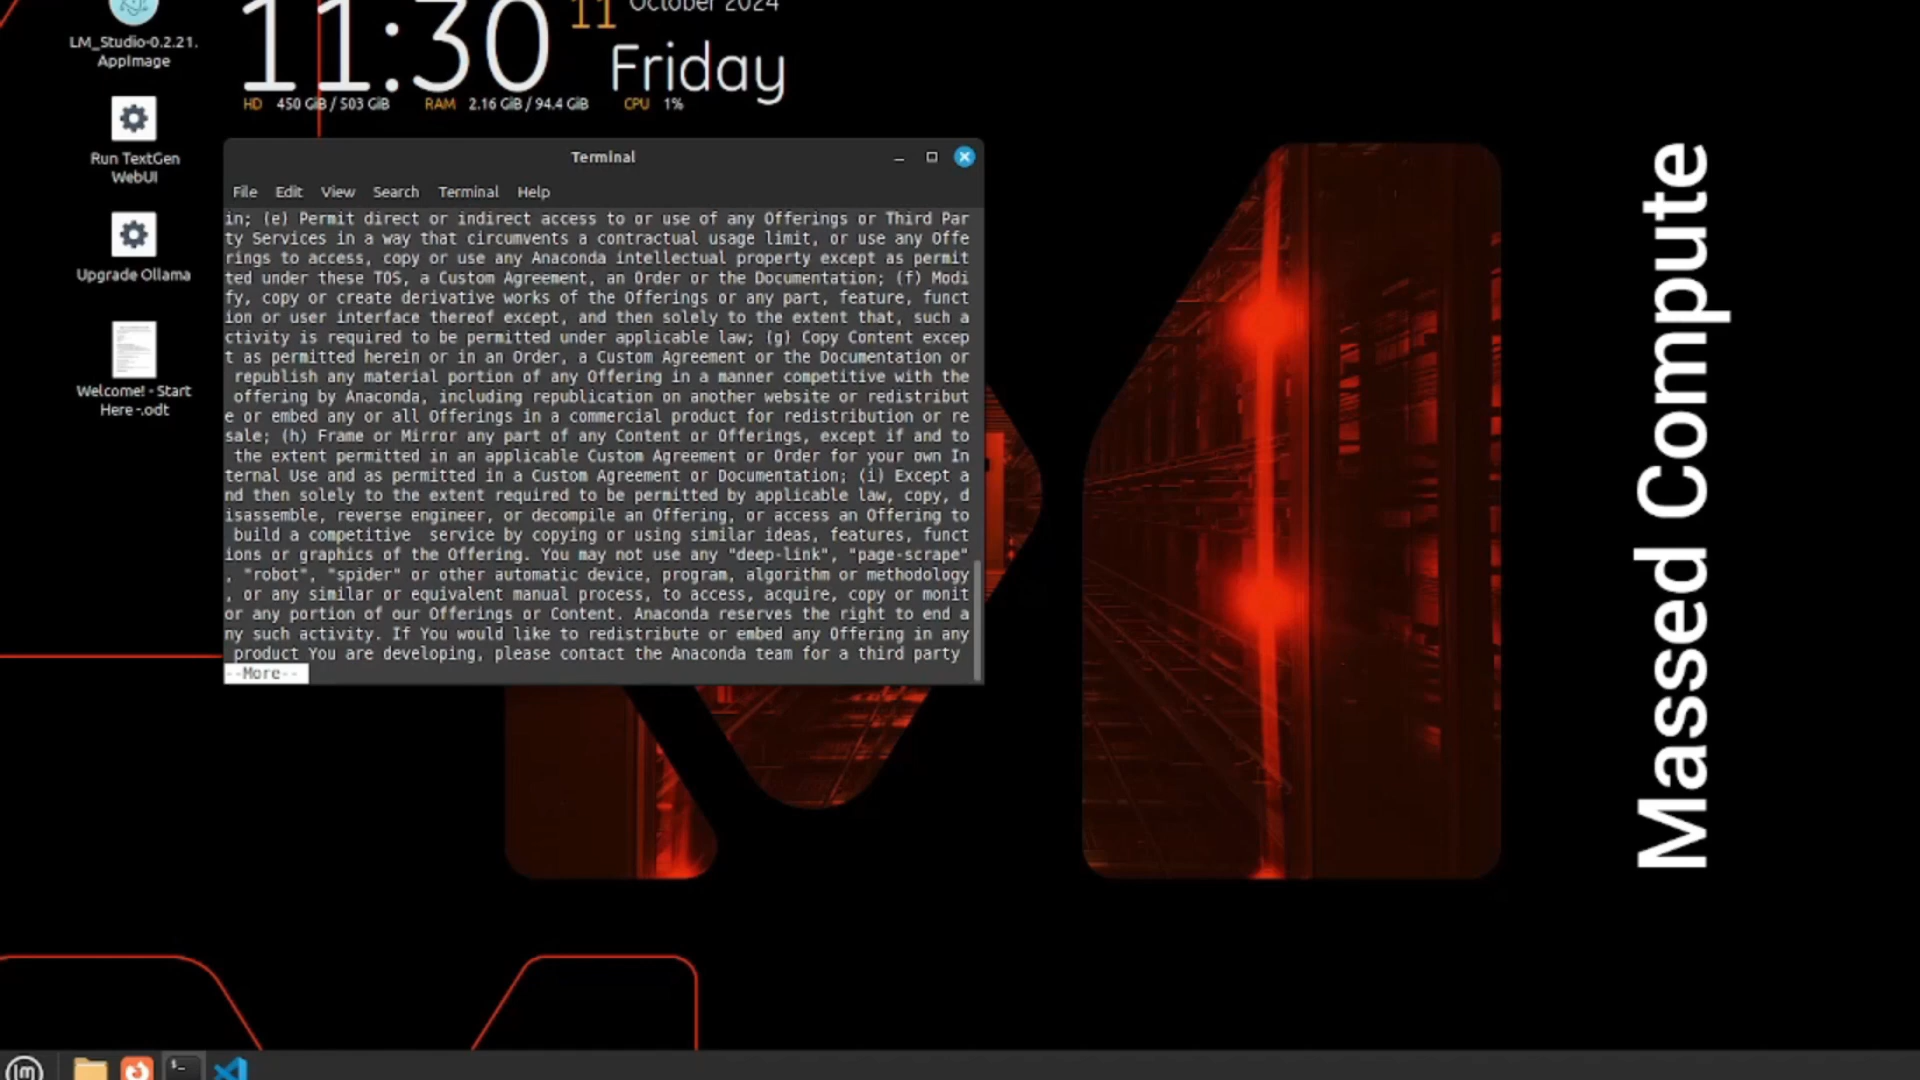 LM_Studio-0.2.21.
AppImage
11:30
11
October 2024
Friday
HD 450 GiB / 503 GiB RAM 2.16 GiB / 94.4 GiB CPU 1%
Run TextGen
WebUI
Upgrade Ollama
Welcome! - Start
Here -.odt
Terminal
File Edit View Search Terminal Help
in; (e) Permit direct or indirect access to or use of any Offerings or Third Par
ty Services in a way that circumvents a contractual usage limit, or use any Offe
rings to access, copy or use any Anaconda intellectual property except as permit
ted under these TOS, a Custom Agreement, an Order or the Documentation; (f) Modi
fy, copy or create derivative works of the Offerings or any part, feature, funct
ion or user interface thereof except, and then solely to the extent that, such a
ctivity is required to be permitted under applicable law; (g) Copy Content excep
t as permitted herein or in an Order, a Custom Agreement or the Documentation or
 republish any material portion of any Offering in a manner competitive with the
 offering by Anaconda, including republication on another website or redistribut
e or embed any or all Offerings in a commercial product for redistribution or re
sale; (h) Frame or Mirror any part of any Content or Offerings, except if and to
 the extent permitted in an applicable Custom Agreement or Order for your own In
ternal Use and as permitted in a Custom Agreement or Documentation; (i) Except a
nd then solely to the extent required to be permitted by applicable law, copy, d
isassemble, reverse engineer, or decompile an Offering, or access an Offering to
 build a competitive  service by copying or using similar ideas, features, funct
ions or graphics of the Offering. You may not use any "deep-link", "page-scrape"
, "robot", "spider" or other automatic device, program, algorithm or methodology
, or any similar or equivalent manual process, to access, acquire, copy or monit
or any portion of our Offerings or Content. Anaconda reserves the right to end a
ny such activity. If You would like to redistribute or embed any Offering in any
 product You are developing, please contact the Anaconda team for a third party
--More--
Massed Compute